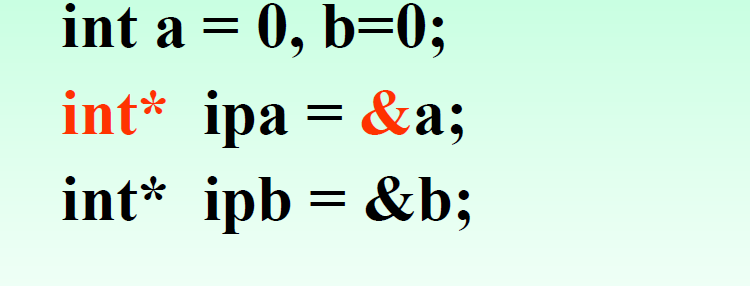 int a = 0, b=0;
int* ipa = &a;
int* ipb = &b;